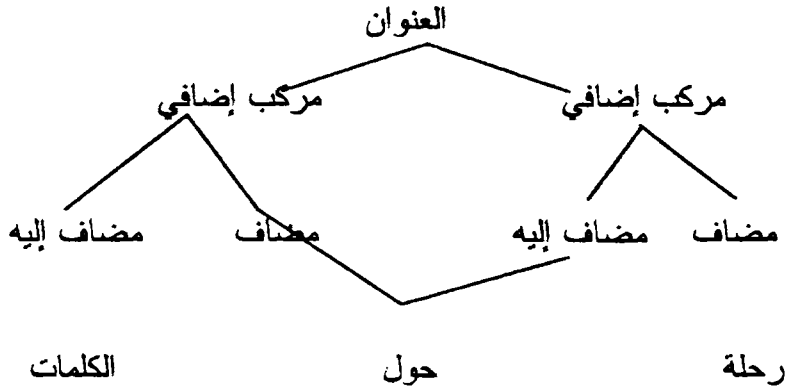 العنوان
مركب إضافي مركب إضافي
مضاف مضاف إليه مضاف مضاف إليه
رحلة حول الكلمات